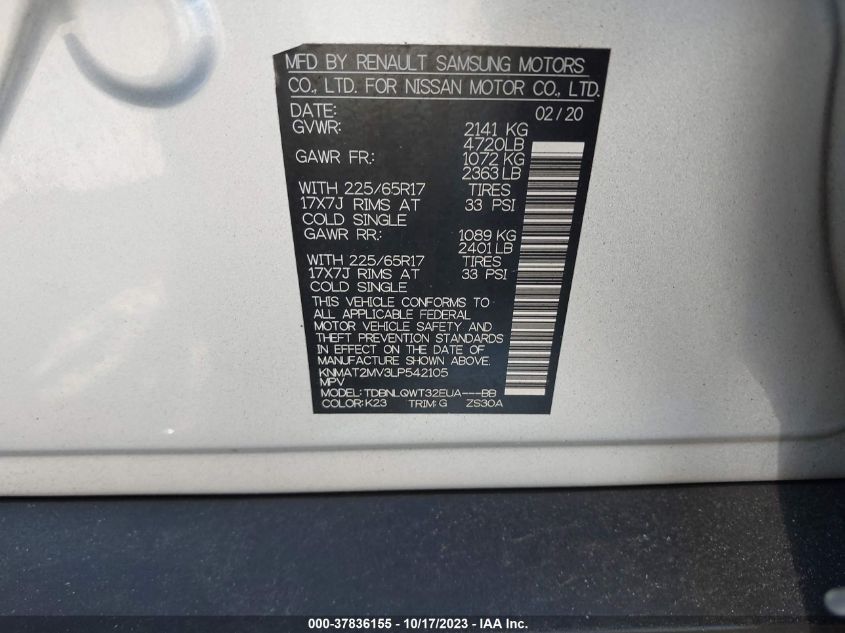 MFD BY RENAULT SAMSUNG MOTORS
CO., LTD. FOR NISSAN MOTOR CO., LTD.
DATE: 02/20
GVWR: 2141 KG
4720LB
GAWR FR.: 1072 KG
2363 LB
WITH 225/65R17 TIRES
17X7J RIMS AT 33 PSI
COLD SINGLE
GAWR RR.: 1089 KG
2401 LB
WITH 225/65R17 TIRES
17X7J RIMS AT 33 PSI
COLD SINGLE
THIS VEHICLE CONFORMS TO
ALL APPLICABLE FEDERAL
MOTOR VEHICLE SAFETY AND
THEFT PREVENTION STANDARDS
IN EFFECT ON THE DATE OF
MANUFACTURE SHOWN ABOVE.
KNMAT2MV3LP542105
MPV
MODEL: TDBNLQWT32EUA---BB
COLOR: K23 TRIM: G ZS30A
000-37836155 - 10/17/2023 - IAA Inc.